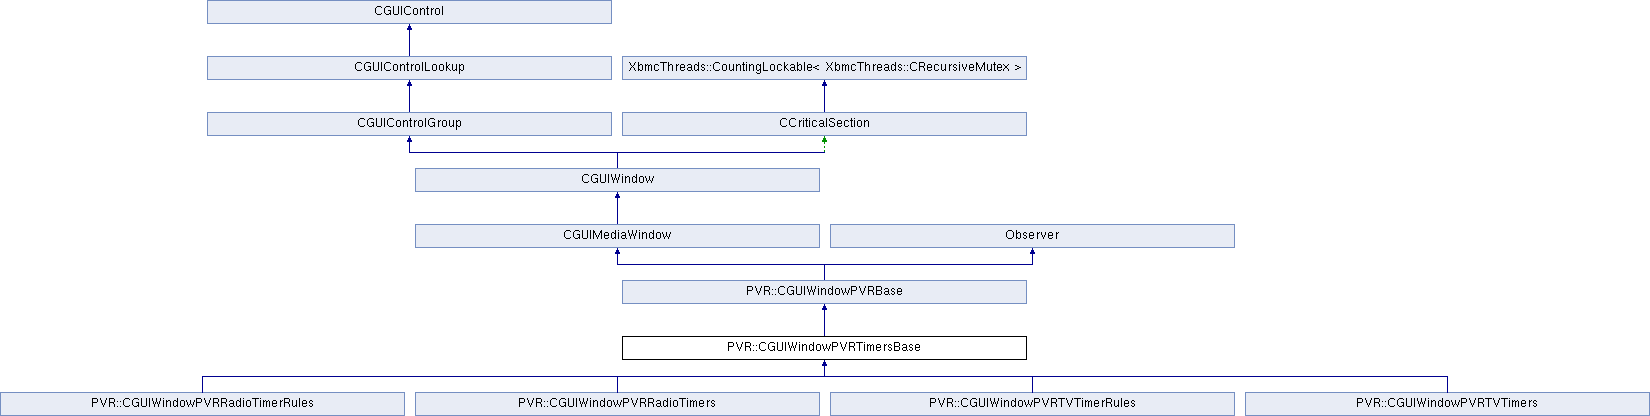 CGUIControl
CGUIControlLookup
XbmcThreads::CountingLockable< XbmcThreads::CRecursiveMutex >
CGUIControlGroup
CCriticalSection
CGUIWindow
CGUIMediaWindow
Observer
PVR::CGUIWindowPVRBase
PVR::CGUIWindowPVRTimersBase
PVR::CGUIWindowPVRRadioTimerRules
PVR::CGUIWindowPVRRadioTimers
PVR::CGUIWindowPVRTVTimerRules
PVR::CGUIWindowPVRTVTimers